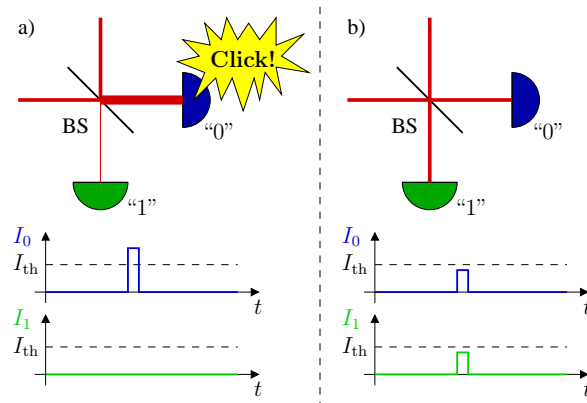 a)
Click!
BS
“0”
“1”
I₀
Iₜₕ
t
I₁
Iₜₕ
t
b)
BS
“0”
“1”
I₀
Iₜₕ
t
I₁
Iₜₕ
t